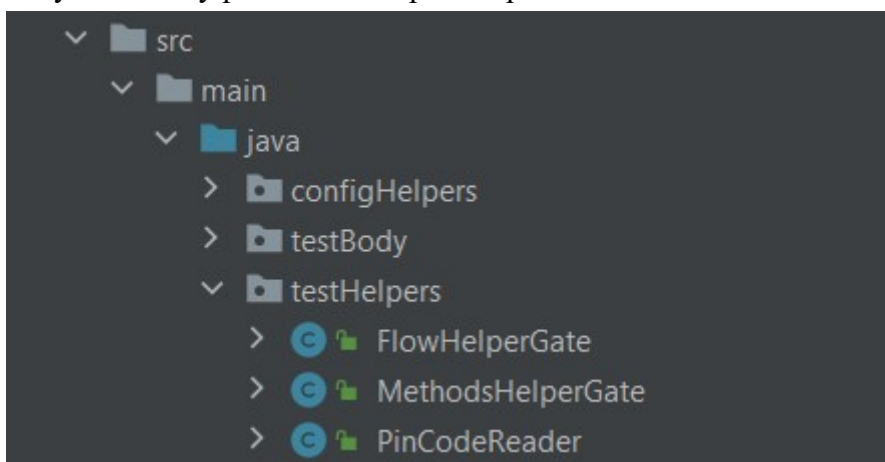 src
main
java
configHelpers
testBody
testHelpers
FlowHelperGate
MethodsHelperGate
PinCodeReader